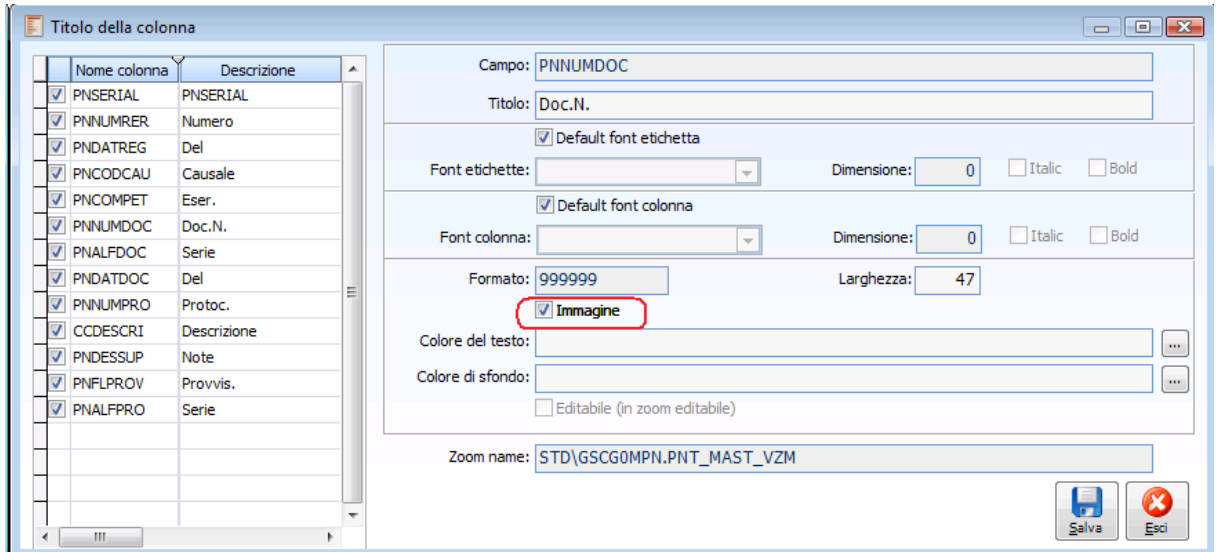 Titolo della colonna
Nome colonna Descrizione
PNSERIAL PNSERIAL
PNNUMRER Numero
PNDATREG Del
PNCODCAU Causale
PNCOMPET Eser.
PNNUMDOC Doc.N.
PNALFDOC Serie
PNDATDOC Del
PNNUMPRO Protoc.
CCDESCRI Descrizione
PNDESSUP Note
PNFLPROV Provvis.
PNALFPRO Serie
Campo: PNNUMDOC
Titolo: Doc.N.
Default font etichetta
Font etichette: Dimensione: 0 Italic Bold
Default font colonna
Font colonna: Dimensione: 0 Italic Bold
Formato: 999999 Larghezza: 47
Immagine
Colore del testo: ...
Colore di sfondo: ...
Editabile (in zoom editabile)
Zoom name: STD\GSCG0MPN.PNT_MAST_VZM
Salva Esci